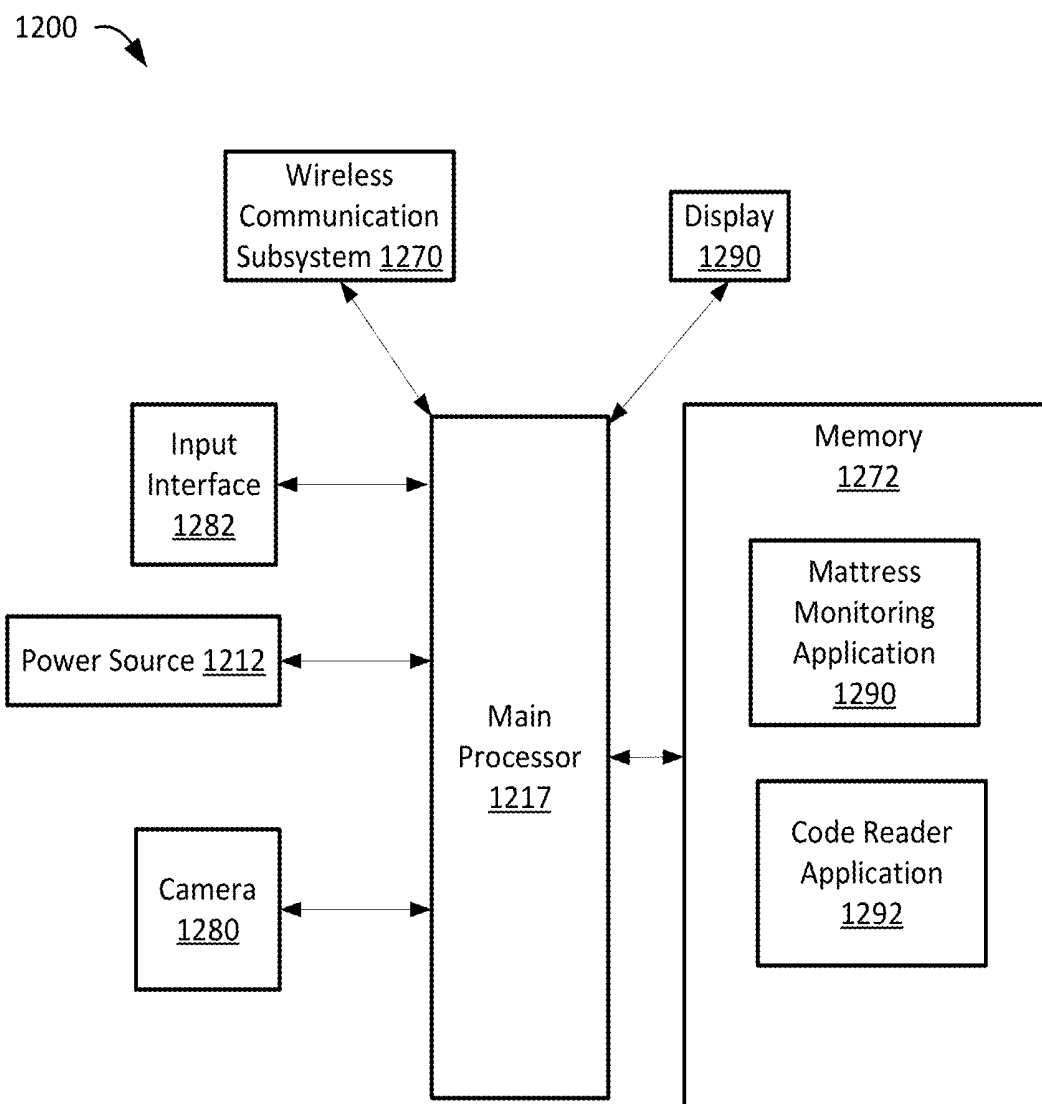 1200
Wireless
Communication
Subsystem 1270
Display
1290
Input
Interface
1282
Memory
1272
Mattress
Monitoring
Application
1290
Power Source 1212
Main
Processor
1217
Code Reader
Application
1292
Camera
1280